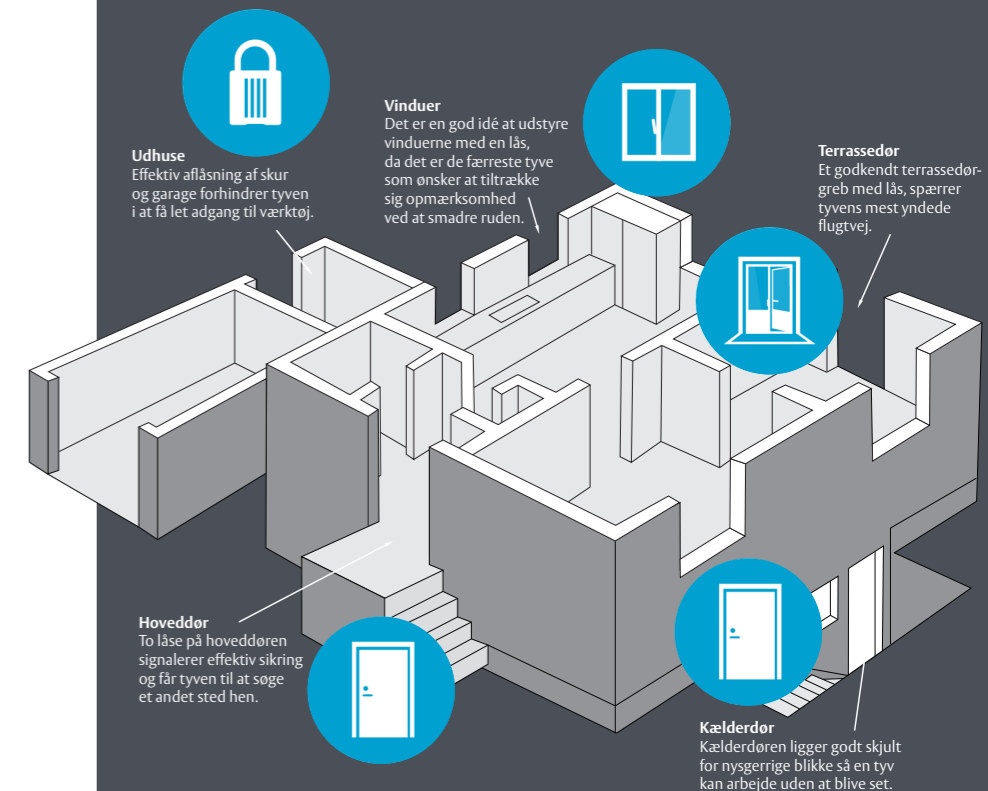 Udhuse
Effektiv aflåsning af skur
og garage forhindrer tyven
i at få let adgang til værktøj.
Vinduer
Det er en god idé at udstyre
vinduerne med en lås,
da det er de færreste tyve
som ønsker at tiltrække
sig opmærksomhed
ved at smadre ruden.
Terrassedør
Et godkendt terrassedør-
greb med lås, spærrer
tyvens mest yndede
flugtvej.
Hoveddør
To låse på hoveddøren
signalerer effektiv sikring
og får tyven til at søge
et andet sted hen.
Kælderdør
Kælderdøren ligger godt skjult
for nysgerrige blikke så en tyv
kan arbejde uden at blive set.